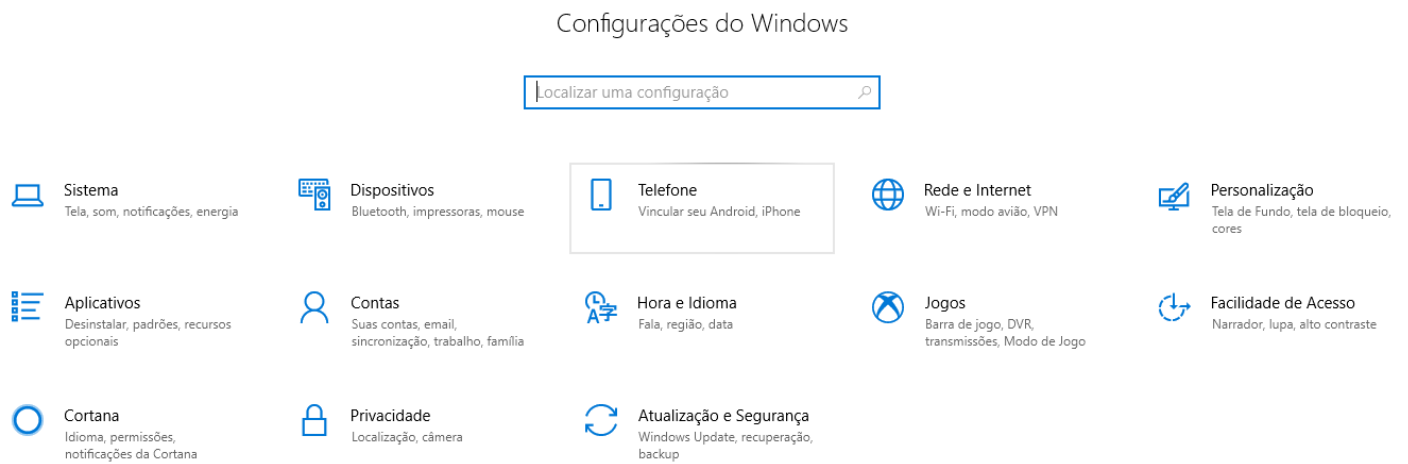 Configurações do Windows
Localizar uma configuração
Sistema
Tela, som, notificações, energia
Dispositivos
Bluetooth, impressoras, mouse
Telefone
Vincular seu Android, iPhone
Rede e Internet
Wi-Fi, modo avião, VPN
Personalização
Tela de Fundo, tela de bloqueio,
cores
Aplicativos
Desinstalar, padrões, recursos
opcionais
Contas
Suas contas, email,
sincronização, trabalho, família
Hora e Idioma
Fala, região, data
Jogos
Barra de jogo, DVR,
transmissões, Modo de Jogo
Facilidade de Acesso
Narrador, lupa, alto contraste
Cortana
Idioma, permissões,
notificações da Cortana
Privacidade
Localização, câmera
Atualização e Segurança
Windows Update, recuperação,
backup